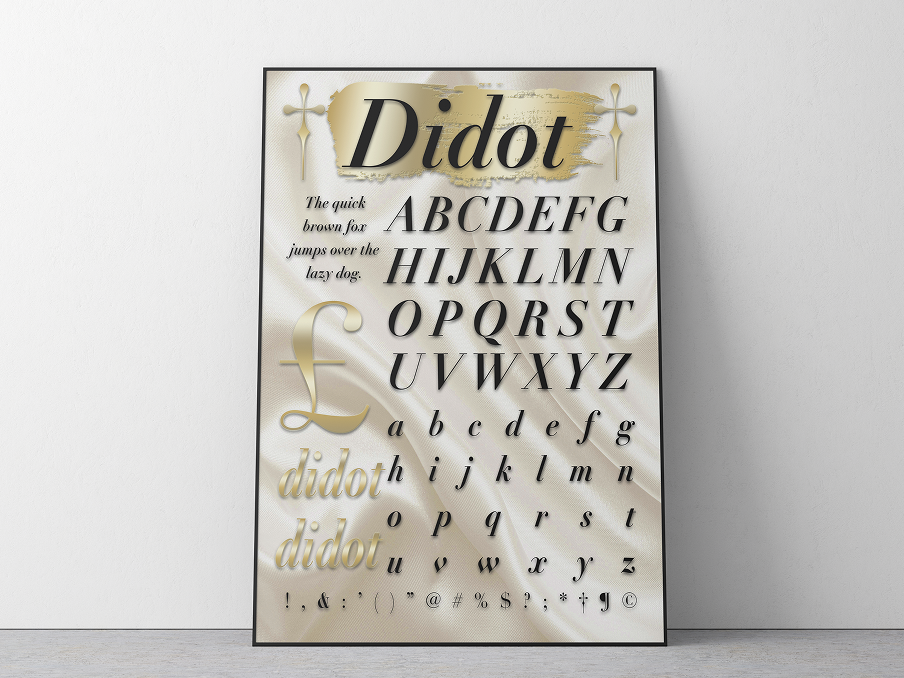 Didot
The quick
brown fox
jumps over the
lazy dog.
ABCDEFG
HIJKLMN
OPQRST
UVWXYZ
£
a b c d e f g
h i j k l m n
o p q r s t
u v w x y z
didot
didot
! , & : ’ ( ) ” @ # % $ ? ; * † ¶ ©